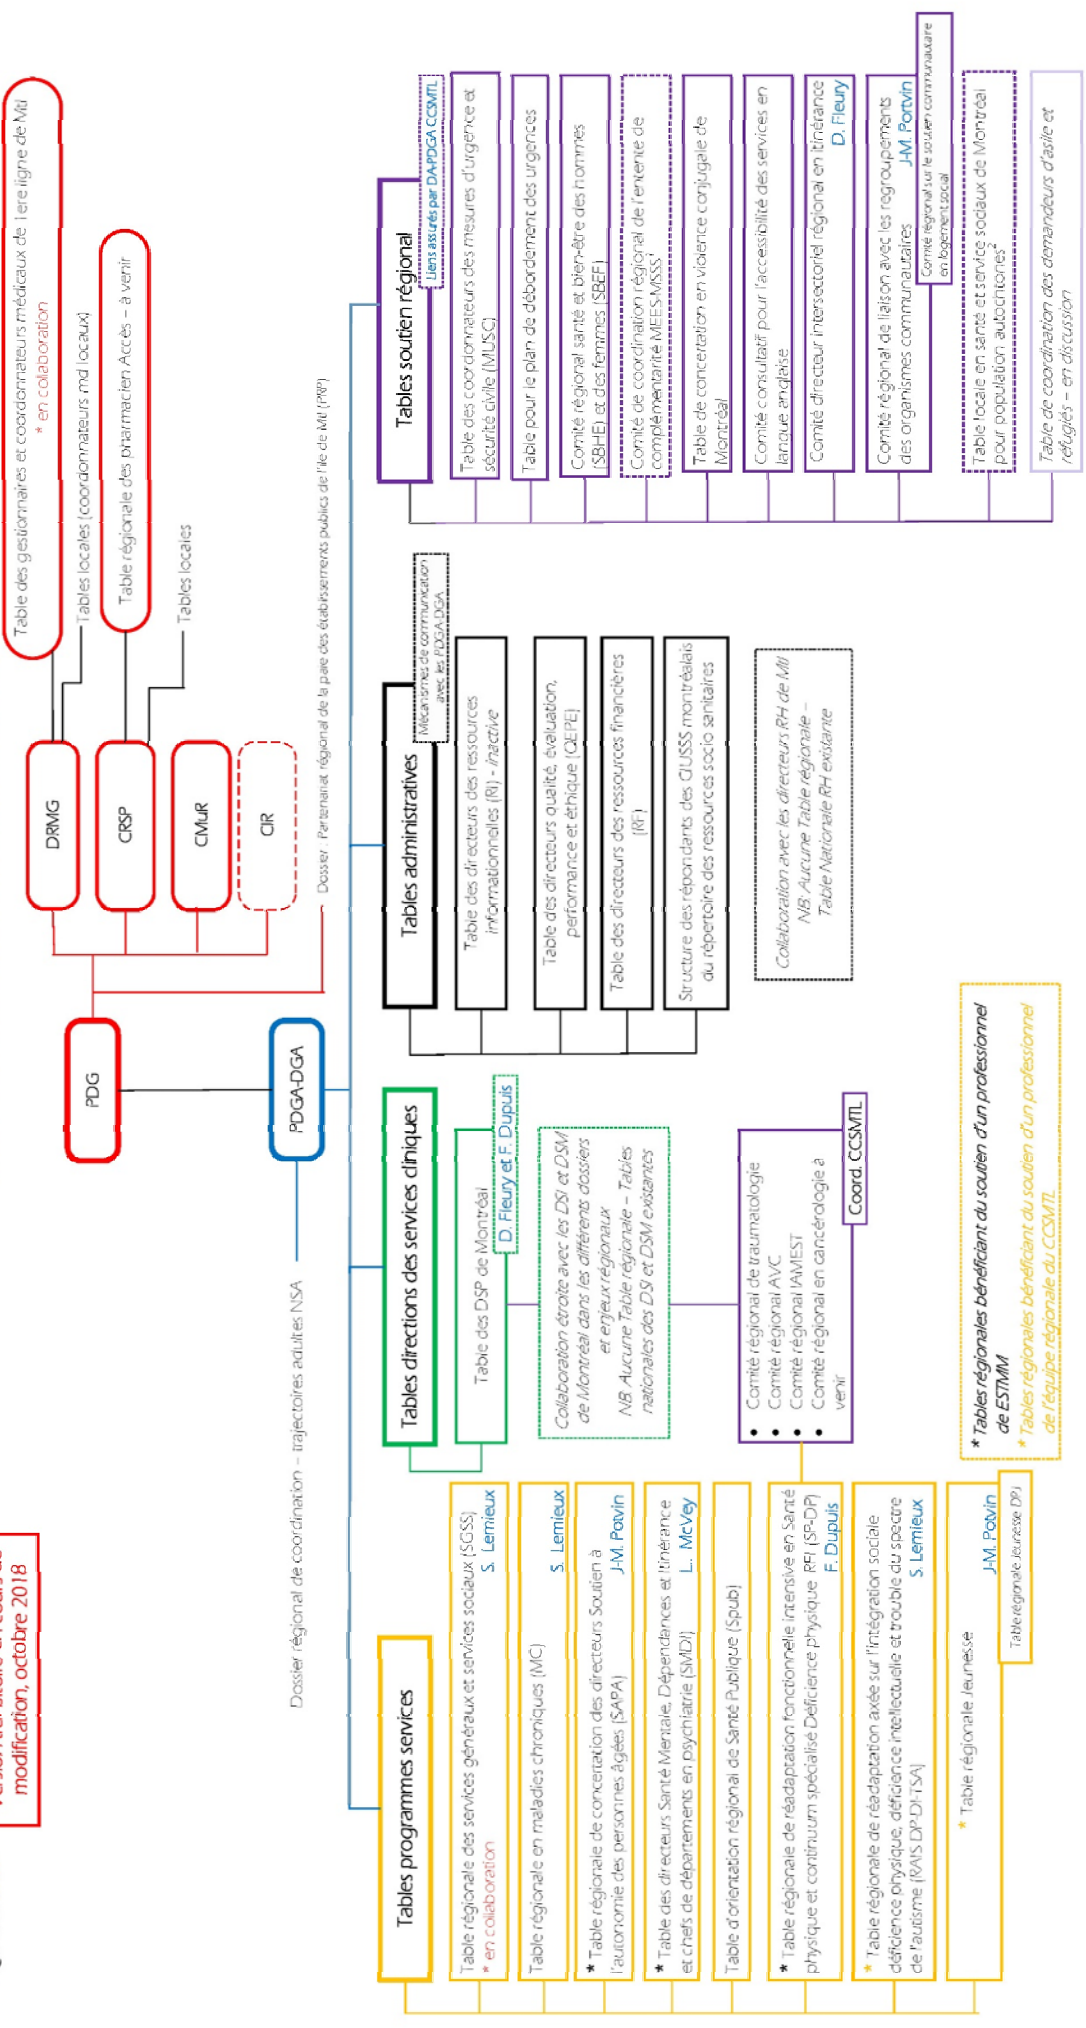 modification, octobre 2018
PDG
DRMG
CRSP
CMuR
CIR
Table des gestionnaires et coordonnateurs médicaux de 1ere ligne de Mtl
* en collaboration
Tables locales (coordonnateurs md locaux)
Table régionale des pharmacien Accès – à venir
Tables locales
Dossier : Partenariat régional de la paie des établissements publics de l'île de Mtl (PRP)
PDGA-DGA
Dossier régional de coordination – trajectoires adultes NSA
Tables programmes services
Table régionale des services généraux et services sociaux (SGSS)
* en collaboration
S. Lemieux
Table régionale en maladies chroniques (MC)
S. Lemieux
* Table régionale de concertation des directeurs Soutien à
l'autonomie des personnes âgées (SAPA)
J-M. Potvin
* Table des directeurs Santé Mentale, Dépendances et Itinérance
et chefs de départements en psychiatrie (SMDI)
L. McVey
Table d'orientation régional de Santé Publique (Spub)
* Table régionale de réadaptation fonctionnelle intensive en Santé
physique et continuum spécialisé Déficience physique RFI (SP-DP)
F. Dupuis
* Table régionale de réadaptation axée sur l'intégration sociale
déficience physique, déficience intellectuelle et trouble du spectre
de l'autisme (RAIS DP-DI-TSA)
S. Lemieux
* Table régionale Jeunesse
J-M. Potvin
Table régionale Jeunesse DPJ
Tables directions des services cliniques
Table des DSP de Montréal
D. Fleury et F. Dupuis
Collaboration étroite avec les DSI et DSM
de Montréal dans les différents dossiers
et enjeux régionaux
NB. Aucune Table régionale – Tables
nationales des DSI et DSM existantes
• Comité régional de traumatologie
• Comité régional AVC
• Comité régional IAMEST
• Comité régional en cancérologie à
venir
Coord. CCSMTL
* Tables régionales bénéficiant du soutien d'un professionnel
de ESTMM
* Tables régionales bénéficiant du soutien d'un professionnel
de l'équipe régionale du CCSMTL
Tables administratives
Mécanismes de communication
avec les PDGA-DGA
Table des directeurs des ressources
informationnelles (RI) - inactive
Table des directeurs qualité, évaluation,
performance et éthique (QEPE)
Table des directeurs des ressources financières
(RF)
Structure des répondants des CIUSSS montréalais
du répertoire des ressources socio sanitaires
Collaboration avec les directeurs RH de Mtl
NB: Aucune Table régionale –
Table Nationale RH existante
Tables soutien régional
Liens assurés par DA-PDGA CCSMTL
Table des coordonnateurs des mesures d'urgence et
sécurité civile (MUSC)
Table pour le plan de débordement des urgences
Comité régional santé et bien-être des hommes
(SBHE) et des femmes (SBEF)
Comité de coordination régional de l'entente de
complémentarité MEES-MSSS¹
Table de concertation en violence conjugale de
Montréal
Comité consultatif pour l'accessibilité des services en
langue anglaise
Comité directeur intersectoriel régional en itinérance
D. Fleury
Comité régional de liaison avec les regroupements
des organismes communautaires
J-M. Portvin
Comité régional sur le soutien communautaire
en logement social
Table locale en santé et service sociaux de Montréal
pour population autochtones²
Table de coordination des demandeurs d'asile et
réfugiés – en discussion